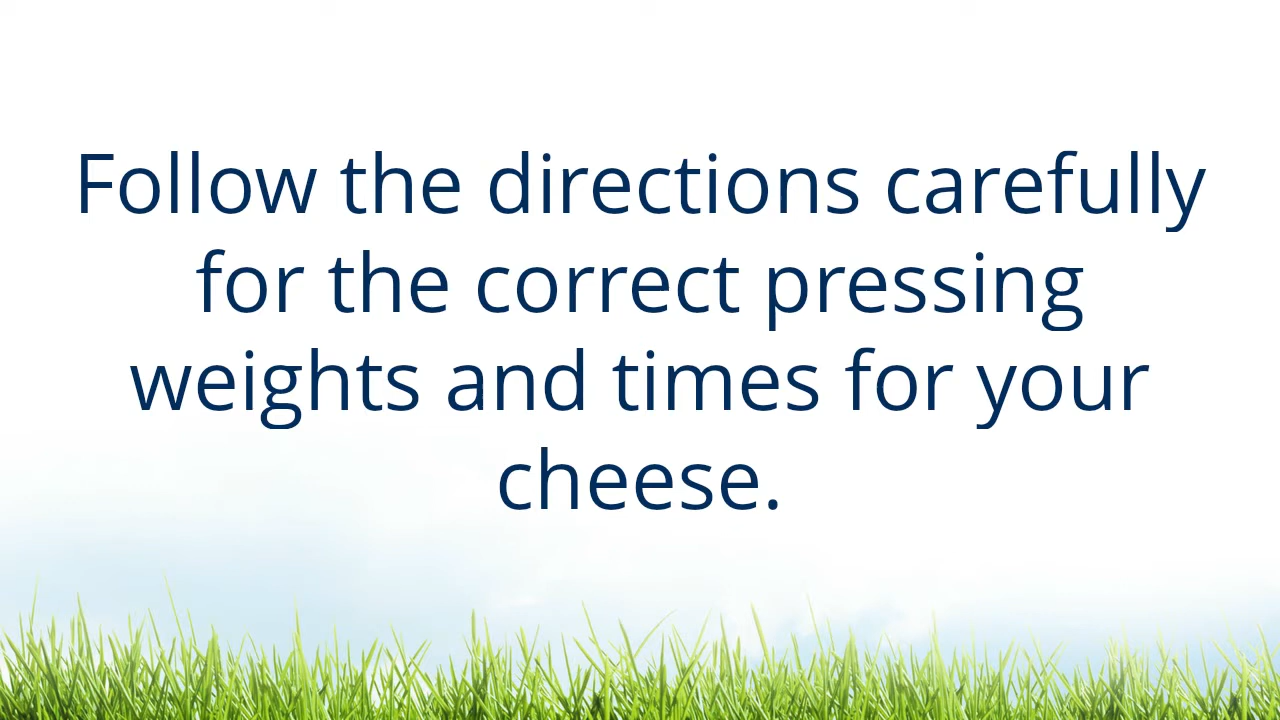 Follow the directions carefully
for the correct pressing
weights and times for your
cheese.